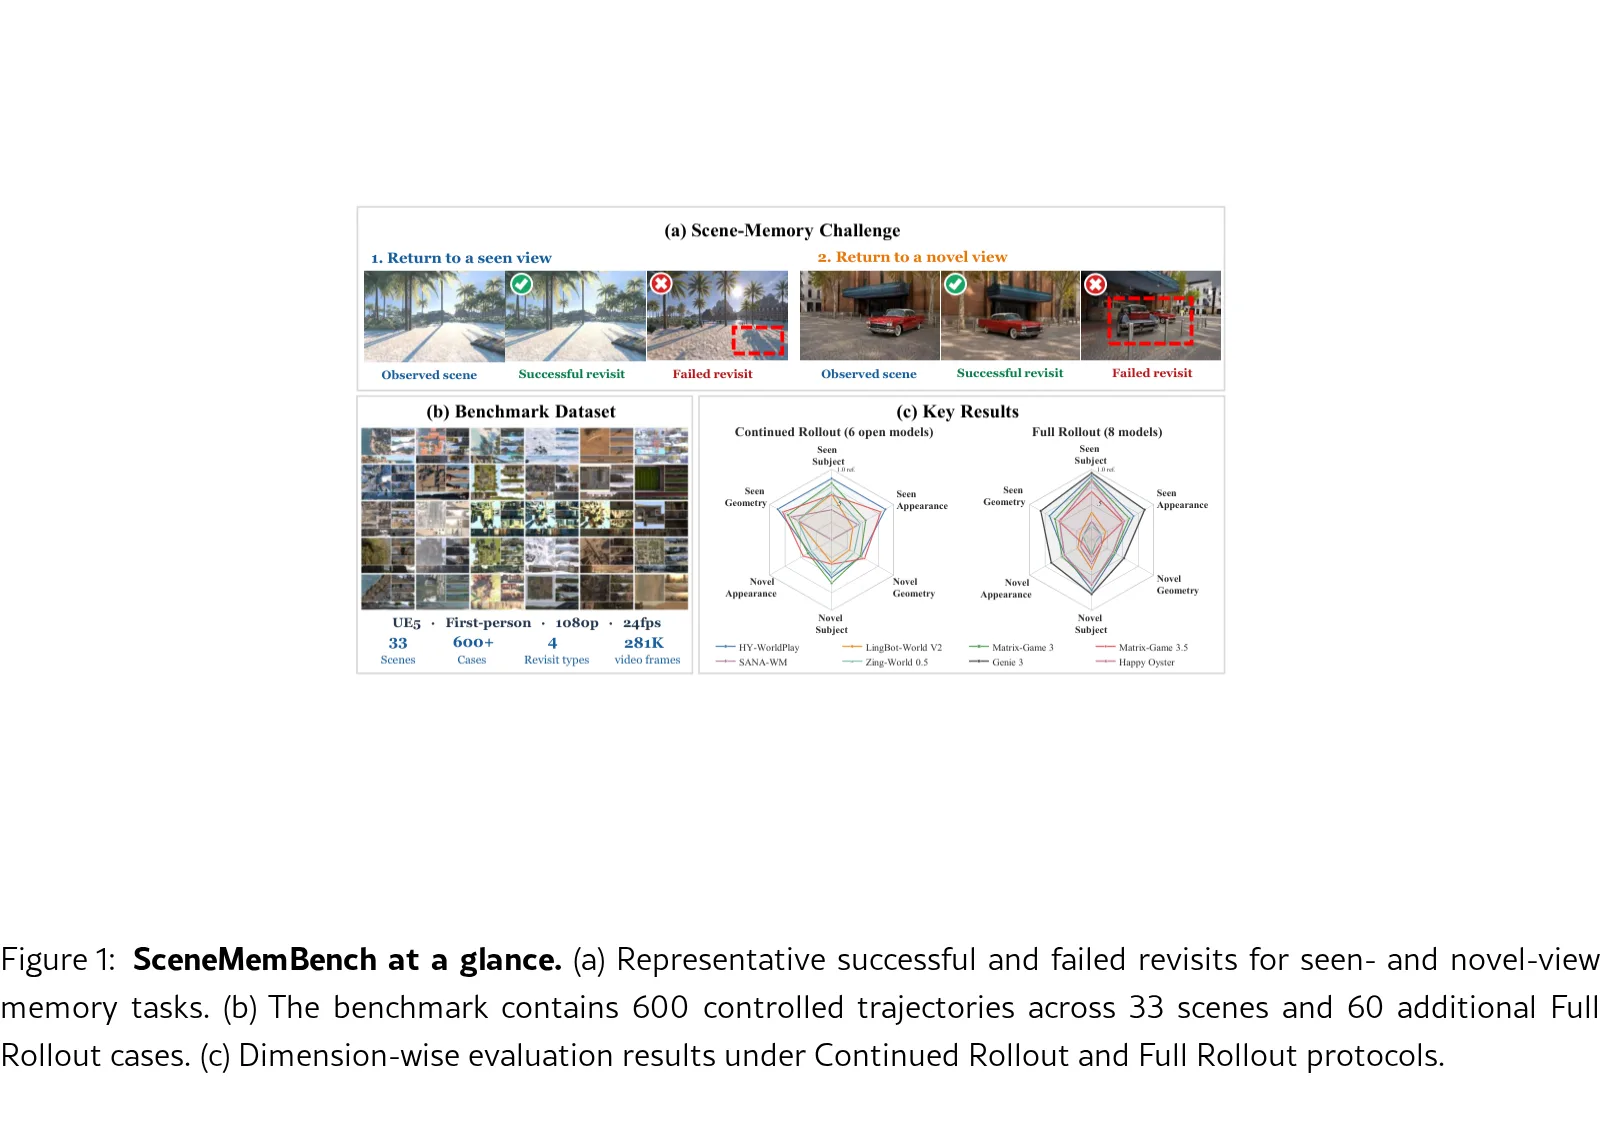 (a) Scene-Memory Challenge
1. Return to a seen view
2. Return to a novel view
Observed scene
Successful revisit
Failed revisit
Observed scene
Successful revisit
Failed revisit
(b) Benchmark Dataset
UE5 · First-person · 1080p · 24fps
33
600+
4
281K
Scenes
Cases
Revisit types
video frames
(c) Key Results
Continued Rollout (6 open models)
Seen
Subject
1.0 ref.
Seen
Geometry
Seen
Appearance
Novel
Appearance
Novel
Geometry
Novel
Subject
Full Rollout (8 models)
Seen
Subject
1.0 ref.
Seen
Geometry
Seen
Appearance
Novel
Appearance
Novel
Geometry
Novel
Subject
HY-WorldPlay
LingBot-World V2
Matrix-Game 3
Matrix-Game 3.5
SANA-WM
Zing-World 0.5
Genie 3
Happy Oyster
Figure 1: SceneMemBench at a glance. (a) Representative successful and failed revisits for seen- and novel-view
memory tasks. (b) The benchmark contains 600 controlled trajectories across 33 scenes and 60 additional Full
Rollout cases. (c) Dimension-wise evaluation results under Continued Rollout and Full Rollout protocols.